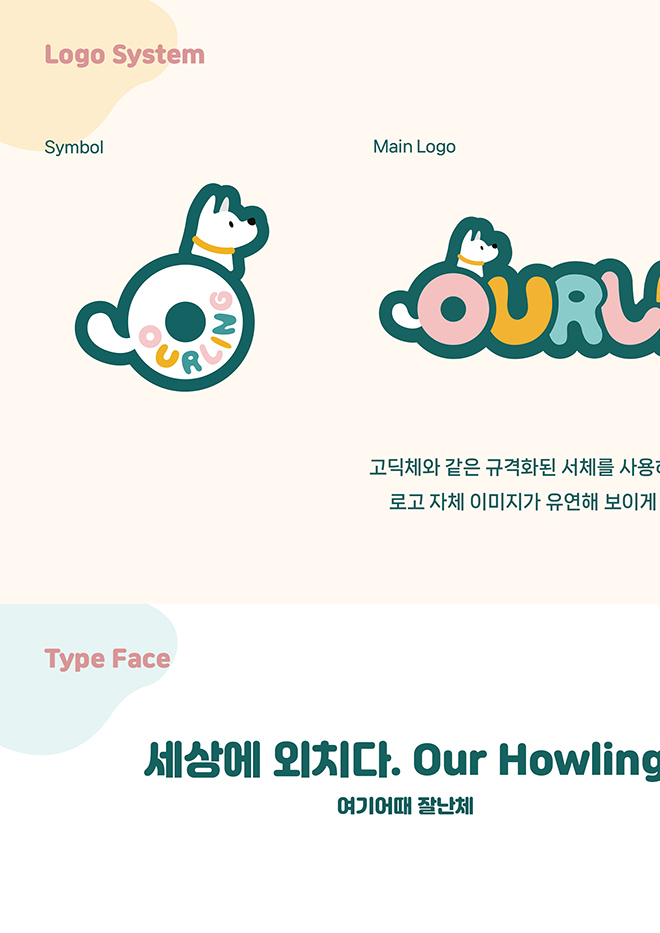 Logo System
Symbol
Main Logo
OURLING
OURL
고딕체와 같은 규격화된 서체를 사용하
로고 자체 이미지가 유연해 보이게
Type Face
세상에 외치다. Our Howling
여기어때 잘난체